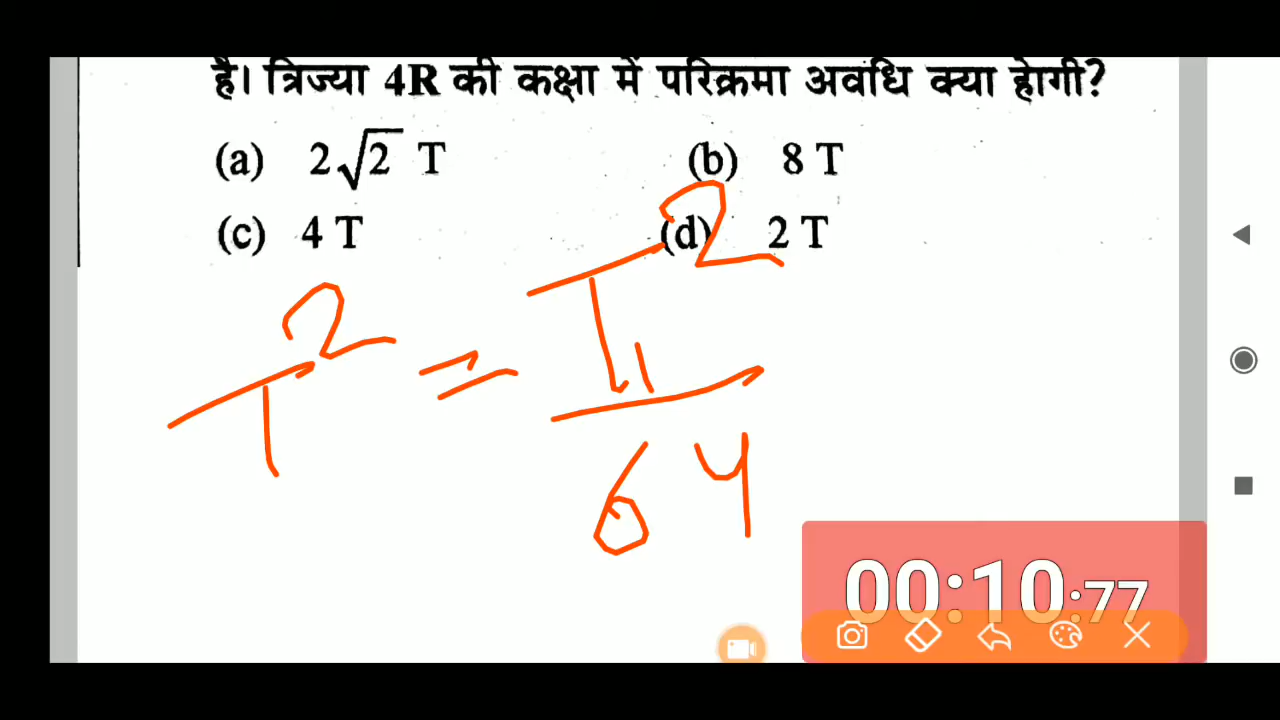 है। त्रिज्या 4R की कक्षा में परिक्रमा अवधि क्या हेागी?
(a) 2√2 T (b) 8 T
(c) 4 T (d) 2 T
T² = T₁²
64
00:10:77